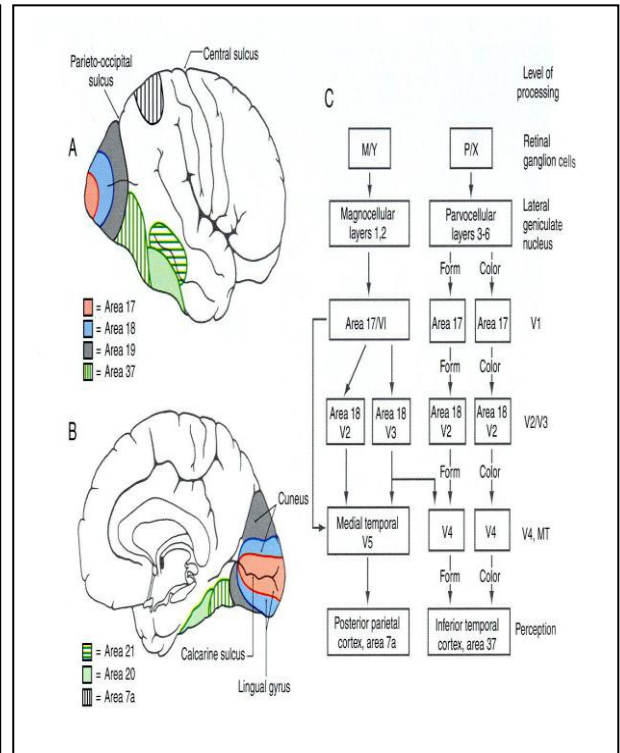 Central sulcus
Parieto-occipital
sulcus
A
= Area 17
= Area 18
= Area 19
= Area 37
B
Cuneus
Calcarine sulcus
Lingual gyrus
= Area 21
= Area 20
= Area 7a
C
Level of
processing
M/Y
P/X
Retinal
ganglion cells
Magnocellular
layers 1,2
Parvocellular
layers 3-6
Lateral
geniculate
nucleus
Form
Color
Area 17/VI
Area 17
Area 17
V1
Form
Color
Area 18
V2
Area 18
V3
Area 18
V2
Area 18
V2
V2/V3
Form
Color
Medial temporal
V5
V4
V4
V4, MT
Form
Color
Posterior parietal
cortex, area 7a
Inferior temporal
cortex, area 37
Perception